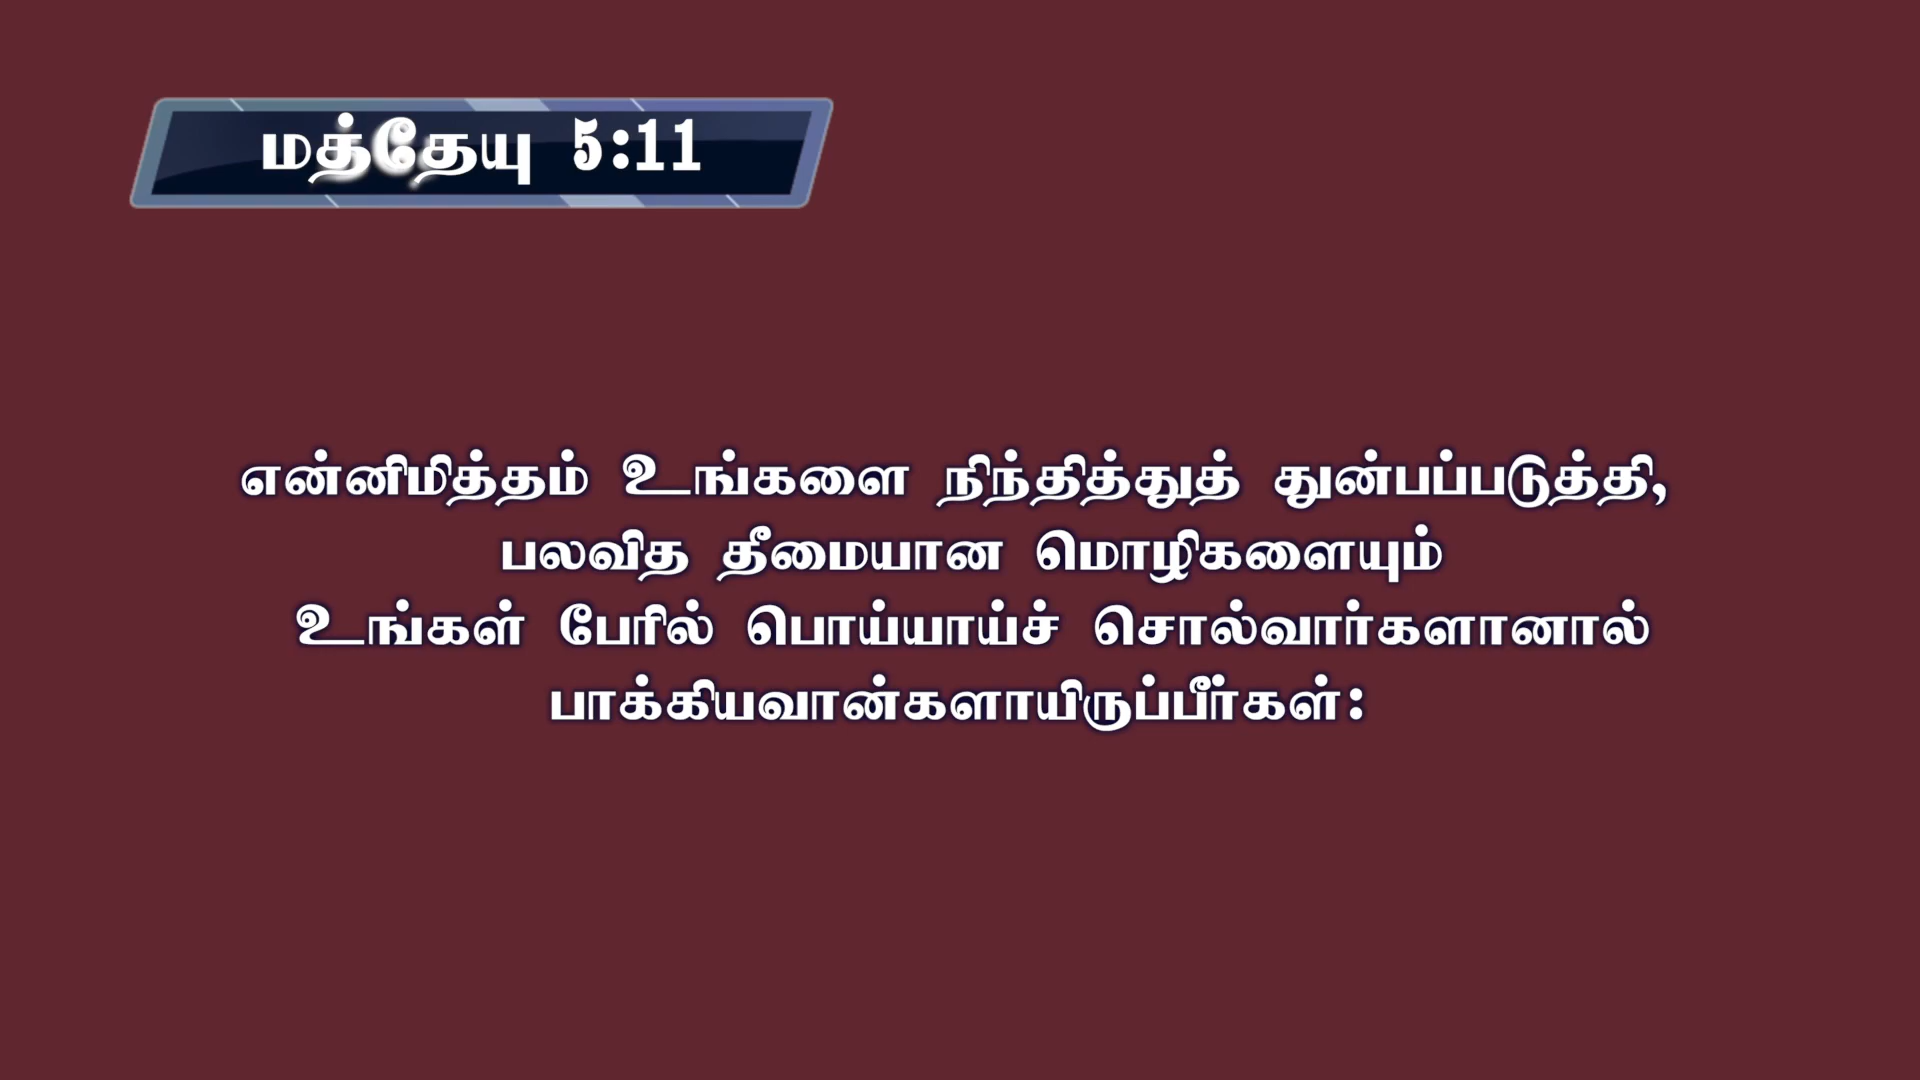 மத்தேயு 5:11
என்னிமித்தம் உங்களை நிந்தித்துத் துன்பப்படுத்தி,
பலவித தீமையான மொழிகளையும்
உங்கள் பேரில் பொய்யாய்ச் சொல்வார்களானால்
பாக்கியவான்களாயிருப்பீர்கள்: